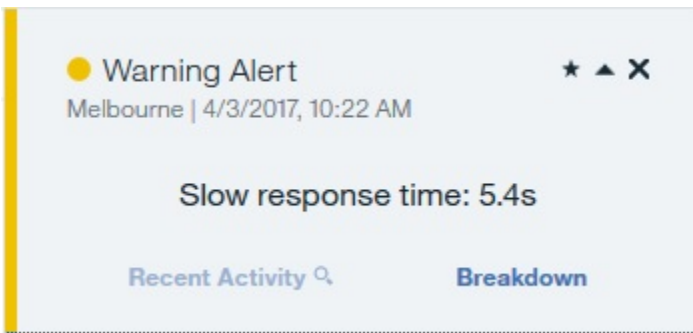 Warning Alert
Melbourne | 4/3/2017, 10:22 AM
Slow response time: 5.4s
Recent Activity
Breakdown